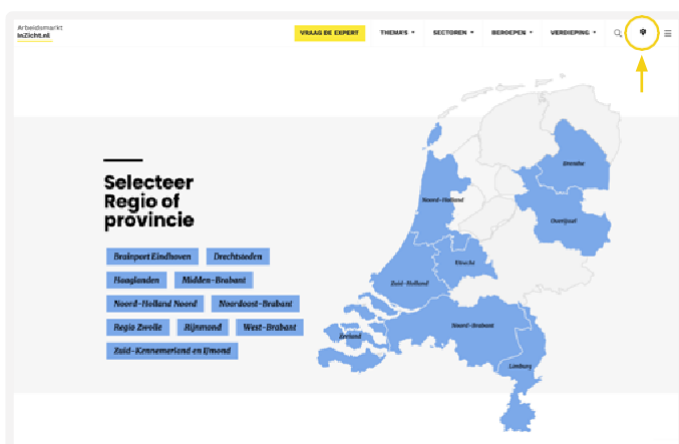 Arbeidsmarkt
InZicht.nl
VRAAG DE EXPERT THEMA'S SECTOREN BEROEPEN VERDIEPING
Selecteer
Regio of
provincie
Brainport Eindhoven Drechtsteden
Haaglanden Midden-Brabant
Noord-Holland Noord Noordoost-Brabant
Regio Zwolle Rijnmond West-Brabant
Zuid-Kennemerland en IJmond
Drenthe
Noord-Holland
Overijssel
Utrecht
Zuid-Holland
Noord-Brabant
Zeeland
Limburg